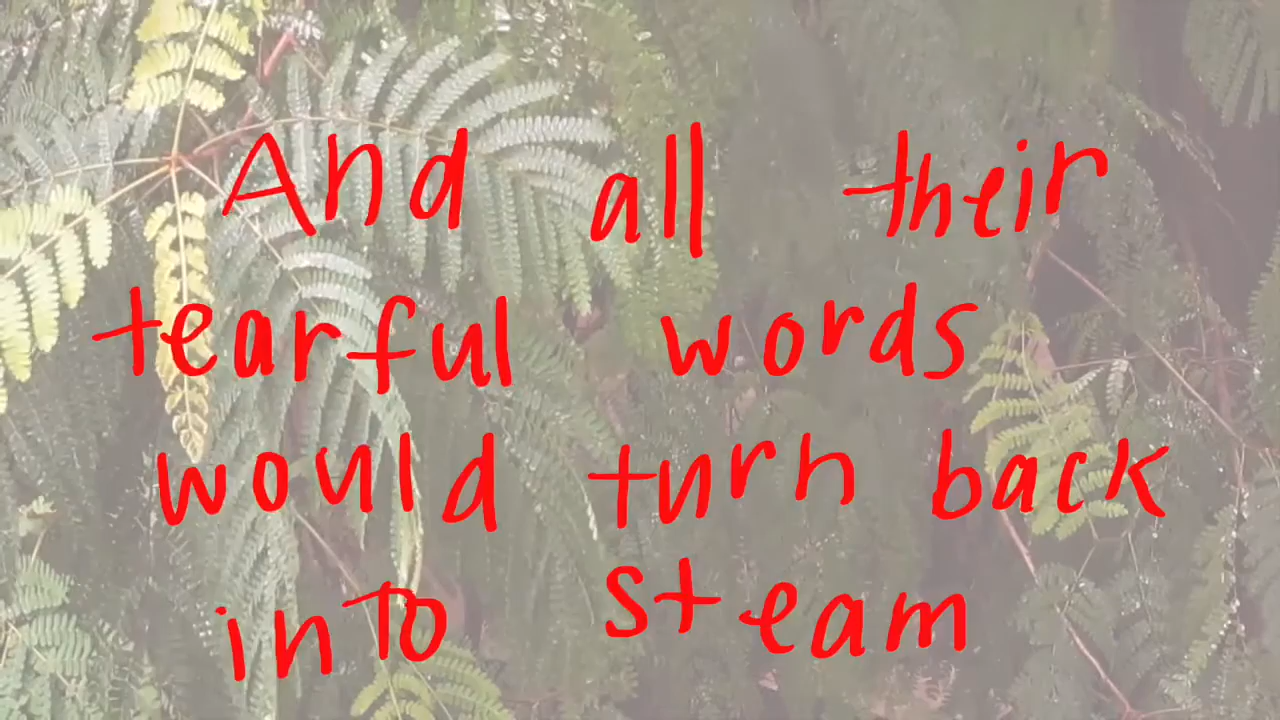 And all their
tearful words
would turn back
into steam